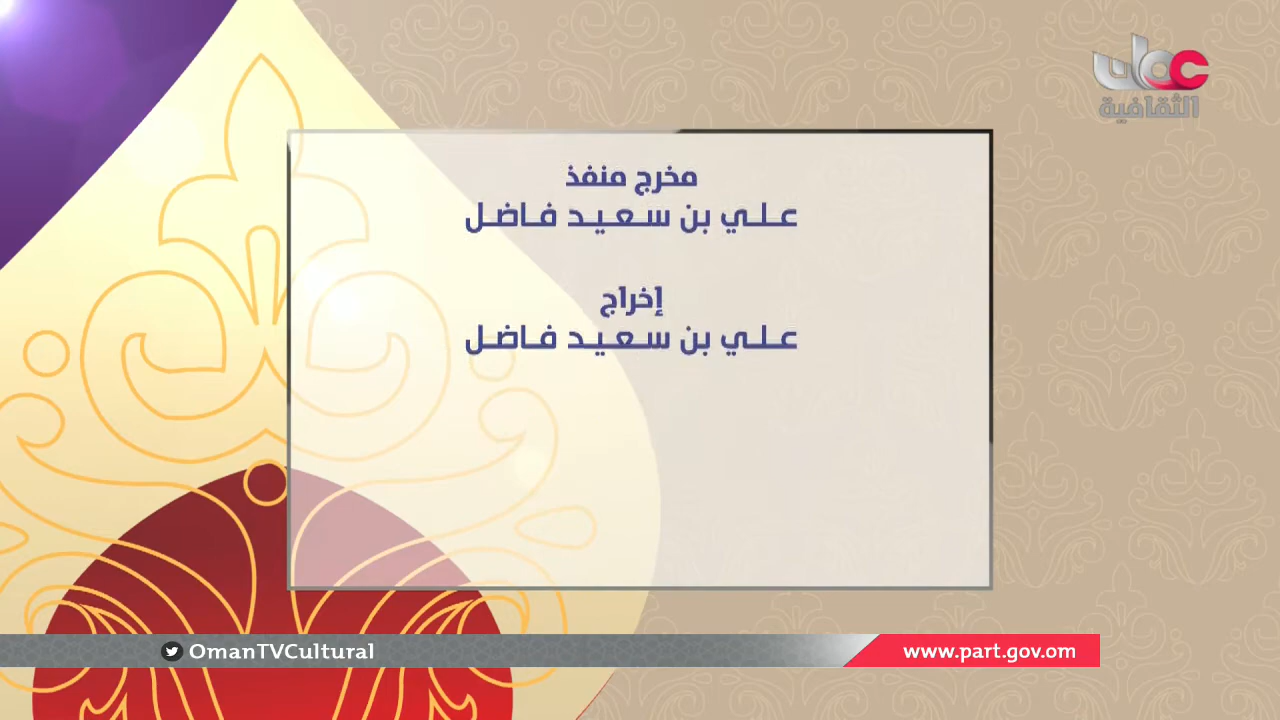 عمان
الثقافية
مخرج منفذ
علي بن سعيد فاضل
إخراج
علي بن سعيد فاضل
OmanTVCultural
www.part.gov.om